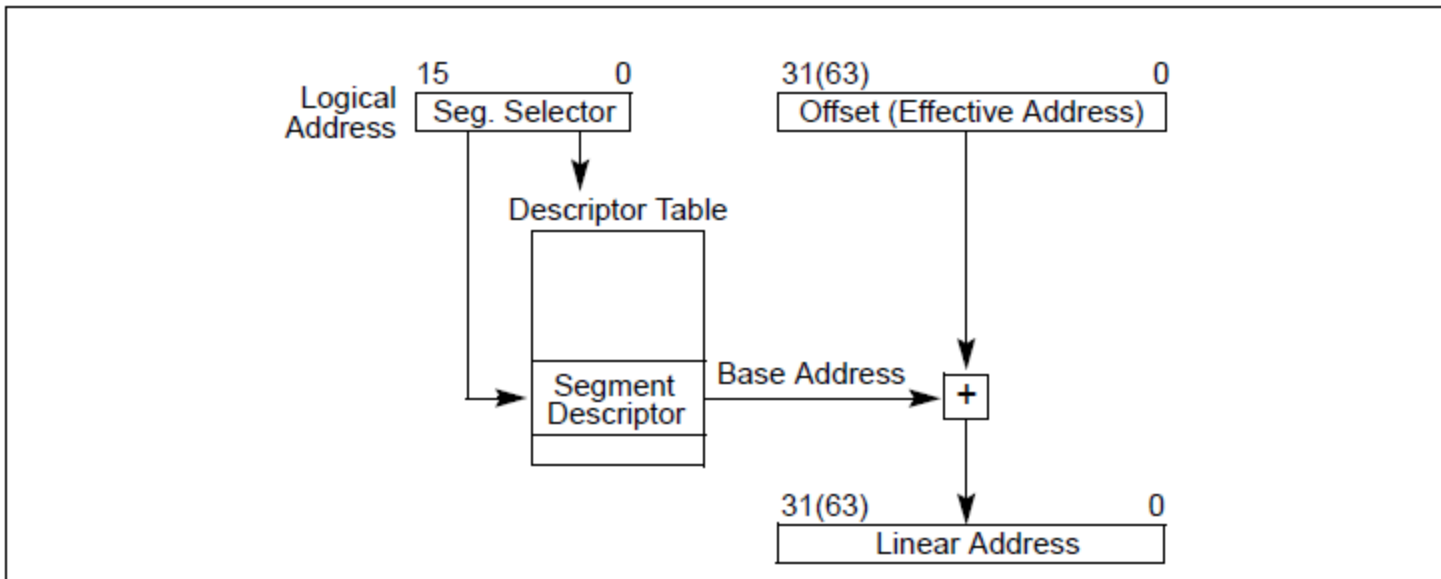 15 0
31(63) 0
Logical
Address
Seg. Selector
Offset (Effective Address)
Descriptor Table
Base Address
Segment
Descriptor
+
31(63) 0
Linear Address